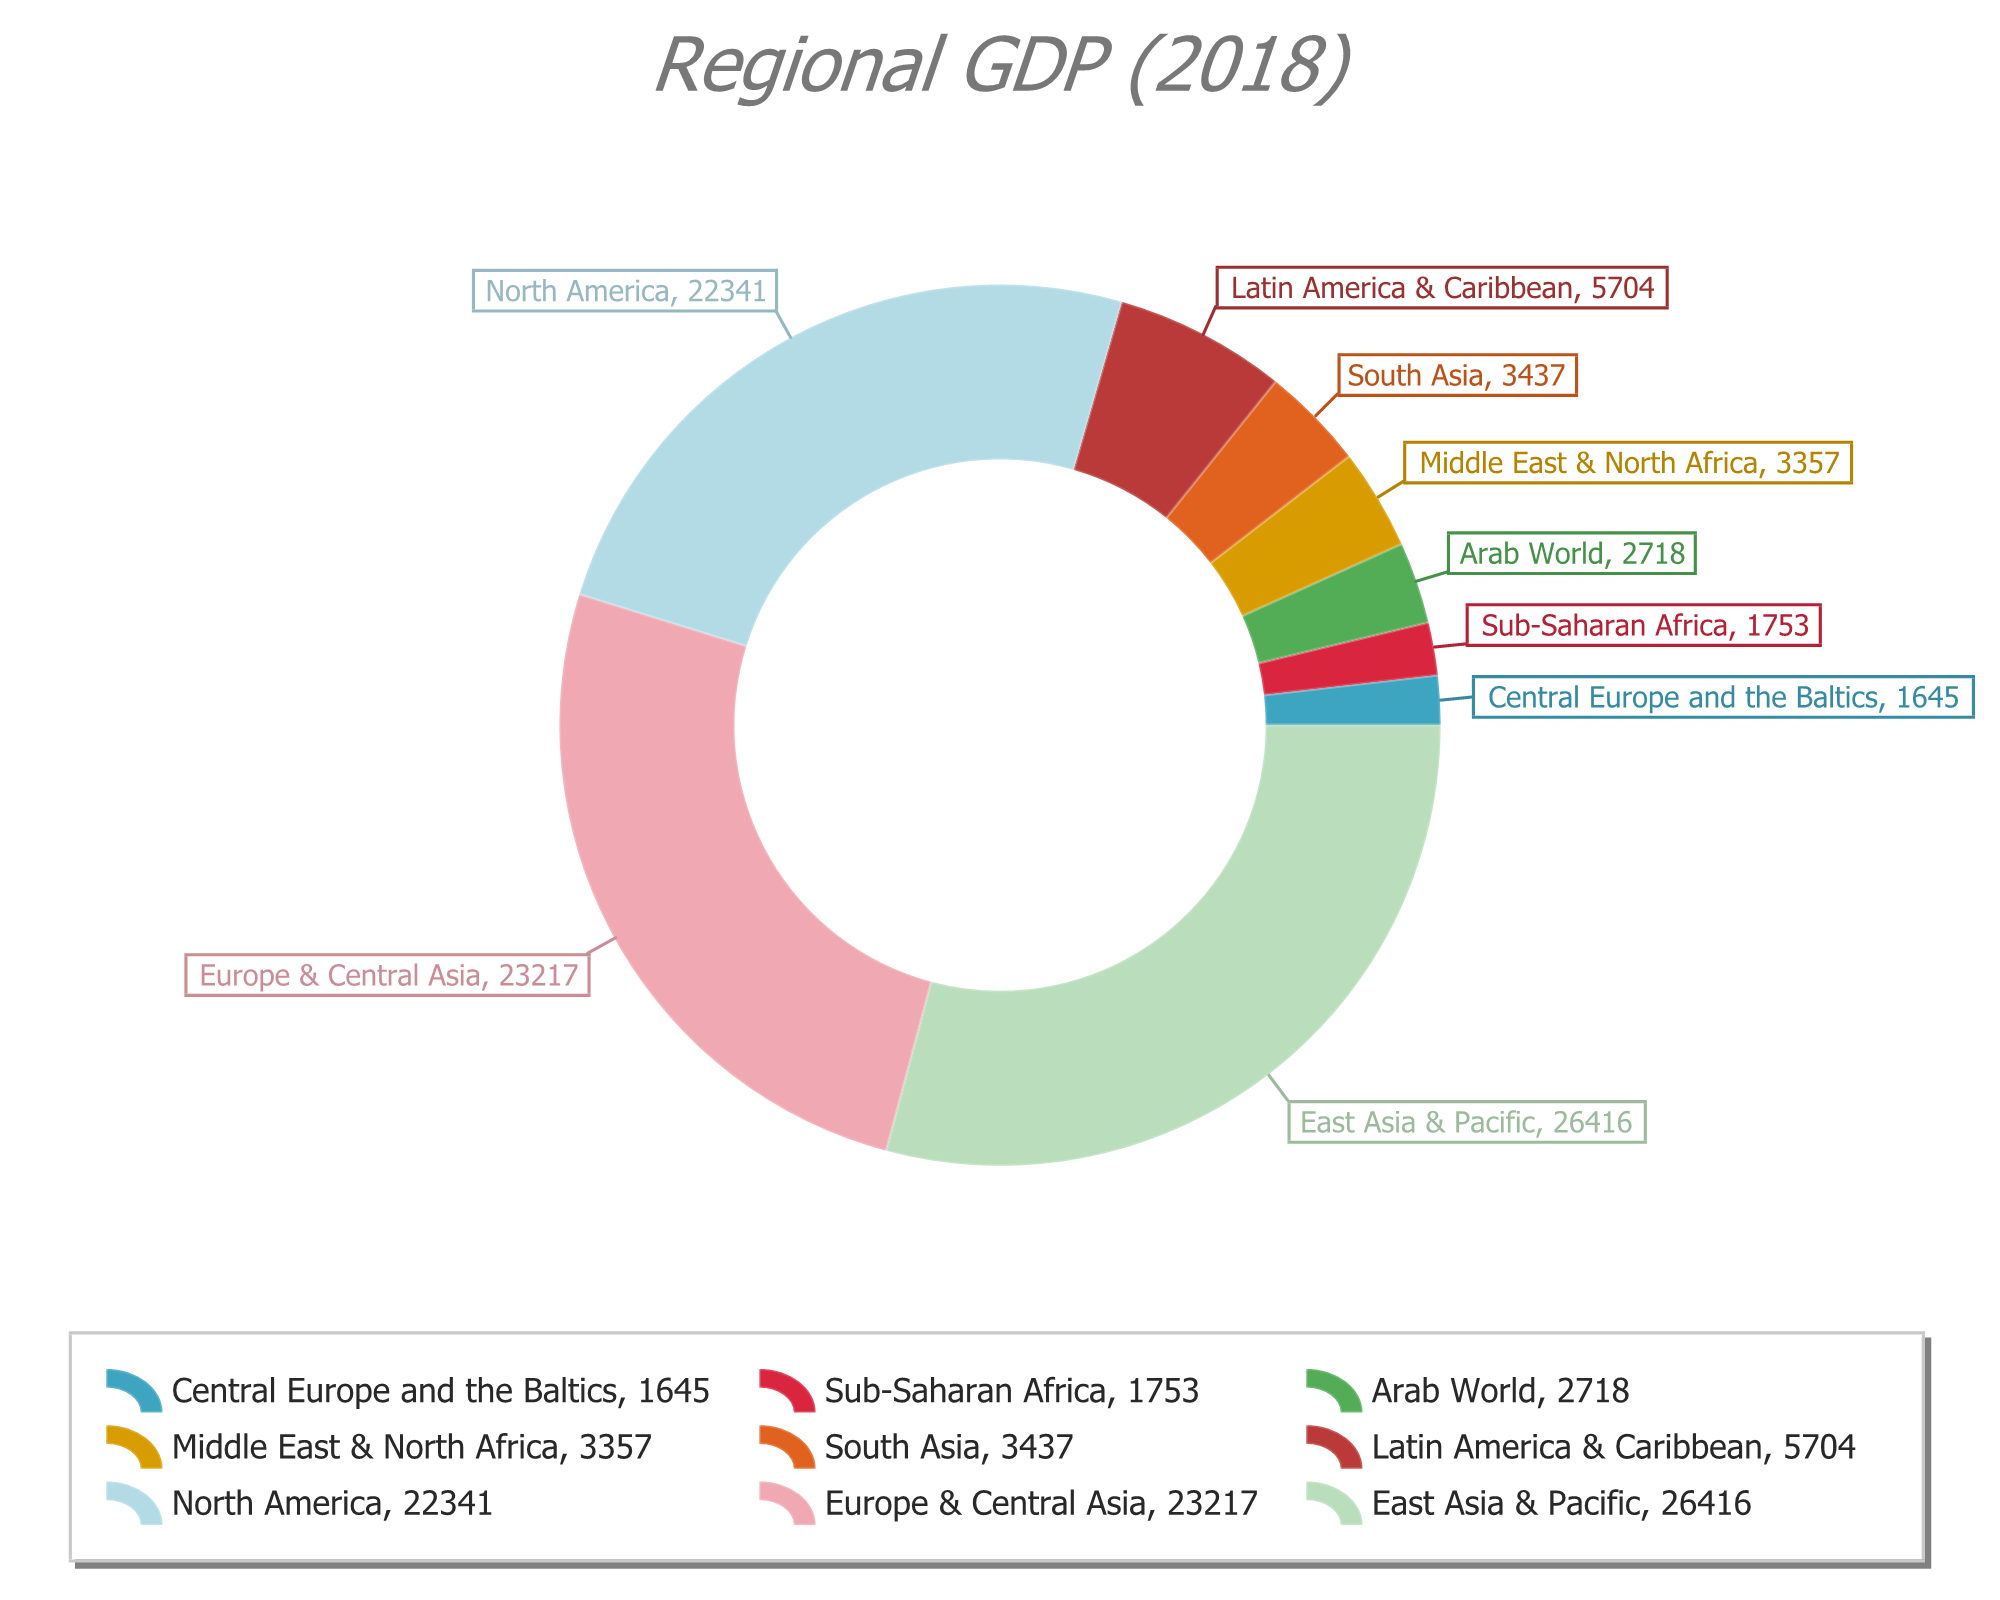 Regional GDP (2018)
North America, 22341
Latin America & Caribbean, 5704
South Asia, 3437
Middle East & North Africa, 3357
Arab World, 2718
Sub-Saharan Africa, 1753
Central Europe and the Baltics, 1645
Europe & Central Asia, 23217
East Asia & Pacific, 26416
Central Europe and the Baltics, 1645
Sub-Saharan Africa, 1753
Arab World, 2718
Middle East & North Africa, 3357
South Asia, 3437
Latin America & Caribbean, 5704
North America, 22341
Europe & Central Asia, 23217
East Asia & Pacific, 26416